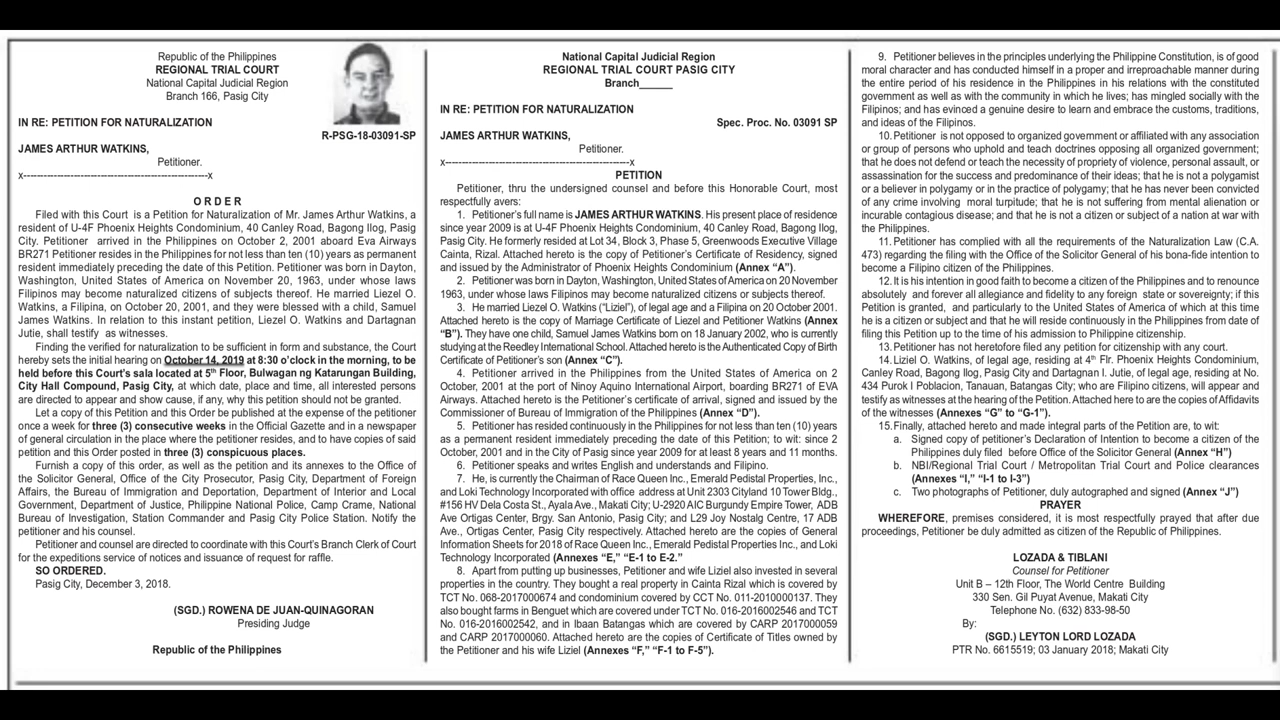 Republic of the Philippines
REGIONAL TRIAL COURT
National Capital Judicial Region
Branch 166, Pasig City
IN RE: PETITION FOR NATURALIZATION
R-PSG-18-03091-SP
JAMES ARTHUR WATKINS,
Petitioner.
x----------------------------------------------------------x
O R D E R
Filed with this Court is a Petition for Naturalization of Mr. James Arthur Watkins, a
resident of U-4F Phoenix Heights Condominium, 40 Canley Road, Bagong Ilog, Pasig
City. Petitioner arrived in the Philippines on October 2, 2001 aboard Eva Airways
BR271 Petitioner resides in the Philippines for not less than ten (10) years as permanent
resident immediately preceding the date of this Petition. Petitioner was born in Dayton,
Washington, United States of America on November 20, 1963, under whose laws
Filipinos may become naturalized citizens of subjects thereof. He married Liezel O.
Watkins, a Filipina, on October 20, 2001, and they were blessed with a child, Samuel
James Watkins. In relation to this instant petition, Liezel O. Watkins and Dartagnan
Jutie, shall testify as witnesses.
Finding the verified for naturalization to be sufficient in form and substance, the Court
hereby sets the initial hearing on October 14, 2019 at 8:30 o'clock in the morning, to be
held before this Court's sala located at 5th Floor, Bulwagan ng Katarungan Building,
City Hall Compound, Pasig City, at which date, place and time, all interested persons
are directed to appear and show cause, if any, why this petition should not be granted.
Let a copy of this Petition and this Order be published at the expense of the petitioner
once a week for three (3) consecutive weeks in the Official Gazette and in a newspaper
of general circulation in the place where the petitioner resides, and to have copies of said
petition and this Order posted in three (3) conspicuous places.
Furnish a copy of this order, as well as the petition and its annexes to the Office of
the Solicitor General, Office of the City Prosecutor, Pasig City, Department of Foreign
Affairs, the Bureau of Immigration and Deportation, Department of Interior and Local
Government, Department of Justice, Philippine National Police, Camp Crame, National
Bureau of Investigation, Station Commander and Pasig City Police Station. Notify the
petitioner and his counsel.
Petitioner and counsel are directed to coordinate with this Court's Branch Clerk of Court
for the expeditions service of notices and issuance of request for raffle.
SO ORDERED.
Pasig City, December 3, 2018.
(SGD.) ROWENA DE JUAN-QUINAGORAN
Presiding Judge
Republic of the Philippines
National Capital Judicial Region
REGIONAL TRIAL COURT PASIG CITY
Branch______
IN RE: PETITION FOR NATURALIZATION
Spec. Proc. No. 03091 SP
JAMES ARTHUR WATKINS,
Petitioner.
x----------------------------------------------------------x
PETITION
Petitioner, thru the undersigned counsel and before this Honorable Court, most
respectfully avers:
1. Petitioner's full name is JAMES ARTHUR WATKINS. His present place of residence
since year 2009 is at U-4F Phoenix Heights Condominium, 40 Canley Road, Bagong Ilog,
Pasig City. He formerly resided at Lot 34, Block 3, Phase 5, Greenwoods Executive Village
Cainta, Rizal. Attached hereto is the copy of Petitioner's Certificate of Residency, signed
and issued by the Administrator of Phoenix Heights Condominium (Annex "A").
2. Petitioner was born in Dayton, Washington, United States of America on 20 November
1963, under whose laws Filipinos may become naturalized citizens or subjects thereof.
3. He married Liezel O. Watkins ("Liziel"), of legal age and a Filipina on 20 October 2001.
Attached hereto is the copy of Marriage Certificate of Liezel and Petitioner Watkins (Annex
"B"). They have one child, Samuel James Watkins born on 18 January 2002, who is currently
studying at the Reedley International School. Attached hereto is the Authenticated Copy of Birth
Certificate of Petitioner's son (Annex "C").
4. Petitioner arrived in the Philippines from the United States of America on 2
October, 2001 at the port of Ninoy Aquino International Airport, boarding BR271 of EVA
Airways. Attached hereto is the Petitioner's certificate of arrival, signed and issued by the
Commissioner of Bureau of Immigration of the Philippines (Annex "D").
5. Petitioner has resided continuously in the Philippines for not less than ten (10) years
as a permanent resident immediately preceding the date of this Petition; to wit: since 2
October, 2001 and in the City of Pasig since year 2009 for at least 8 years and 11 months.
6. Petitioner speaks and writes English and understands and Filipino.
7. He, is currently the Chairman of Race Queen Inc., Emerald Pedistal Properties, Inc.,
and Loki Technology Incorporated with office address at Unit 2303 Cityland 10 Tower Bldg.,
#156 HV Dela Costa St., Ayala Ave., Makati City; U-2920 AIC Burgundy Empire Tower, ADB
Ave Ortigas Center, Brgy. San Antonio, Pasig City; and L29 Joy Nostalg Centre, 17 ADB
Ave., Ortigas Center, Pasig City respectively. Attached hereto are the copies of General
Information Sheets for 2018 of Race Queen Inc., Emerald Pedistal Properties Inc., and Loki
Technology Incorporated (Annexes "E," "E-1 to E-2."
8. Apart from putting up businesses, Petitioner and wife Liziel also invested in several
properties in the country. They bought a real property in Cainta Rizal which is covered by
TCT No. 068-2017000674 and condominium covered by CCT No. 011-2010000137. They
also bought farms in Benguet which are covered under TCT No. 016-2016002546 and TCT
No. 016-2016002542, and in Ibaan Batangas which are covered by CARP 2017000059
and CARP 2017000060. Attached hereto are the copies of Certificate of Titles owned by
the Petitioner and his wife Liziel (Annexes "F," "F-1 to F-5").
9. Petitioner believes in the principles underlying the Philippine Constitution, is of good
moral character and has conducted himself in a proper and irreproachable manner during
the entire period of his residence in the Philippines in his relations with the constituted
government as well as with the community in which he lives; has mingled socially with the
Filipinos; and has evinced a genuine desire to learn and embrace the customs, traditions,
and ideas of the Filipinos.
10. Petitioner is not opposed to organized government or affiliated with any association
or group of persons who uphold and teach doctrines opposing all organized government;
that he does not defend or teach the necessity of propriety of violence, personal assault, or
assassination for the success and predominance of their ideas; that he is not a polygamist
or a believer in polygamy or in the practice of polygamy; that he has never been convicted
of any crime involving moral turpitude; that he is not suffering from mental alienation or
incurable contagious disease; and that he is not a citizen or subject of a nation at war with
the Philippines.
11. Petitioner has complied with all the requirements of the Naturalization Law (C.A.
473) regarding the filing with the Office of the Solicitor General of his bona-fide intention to
become a Filipino citizen of the Philippines.
12. It is his intention in good faith to become a citizen of the Philippines and to renounce
absolutely and forever all allegiance and fidelity to any foreign state or sovereignty; if this
Petition is granted, and particularly to the United States of America of which at this time
he is a citizen or subject and that he will reside continuously in the Philippines from date of
filing this Petition up to the time of his admission to Philippine citizenship.
13. Petitioner has not heretofore filed any petition for citizenship with any court.
14. Liziel O. Watkins, of legal age, residing at 4th Flr. Phoenix Heights Condominium,
Canley Road, Bagong Ilog, Pasig City and Dartagnan I. Jutie, of legal age, residing at No.
434 Purok I Poblacion, Tanauan, Batangas City; who are Filipino citizens, will appear and
testify as witnesses at the hearing of the Petition. Attached here to are the copies of Affidavits
of the witnesses (Annexes "G" to "G-1").
15. Finally, attached hereto and made integral parts of the Petition are, to wit:
a. Signed copy of petitioner's Declaration of Intention to become a citizen of the
Philippines duly filed before Office of the Solicitor General (Annex "H")
b. NBI/Regional Trial Court / Metropolitan Trial Court and Police clearances
(Annexes "I," "I-1 to I-3")
c. Two photographs of Petitioner, duly autographed and signed (Annex "J")
PRAYER
WHEREFORE, premises considered, it is most respectfully prayed that after due
proceedings, Petitioner be duly admitted as citizen of the Republic of Philippines.
LOZADA & TIBLANI
Counsel for Petitioner
Unit B – 12th Floor, The World Centre Building
330 Sen. Gil Puyat Avenue, Makati City
Telephone No. (632) 833-98-50
By:
(SGD.) LEYTON LORD LOZADA
PTR No. 6615519; 03 January 2018; Makati City